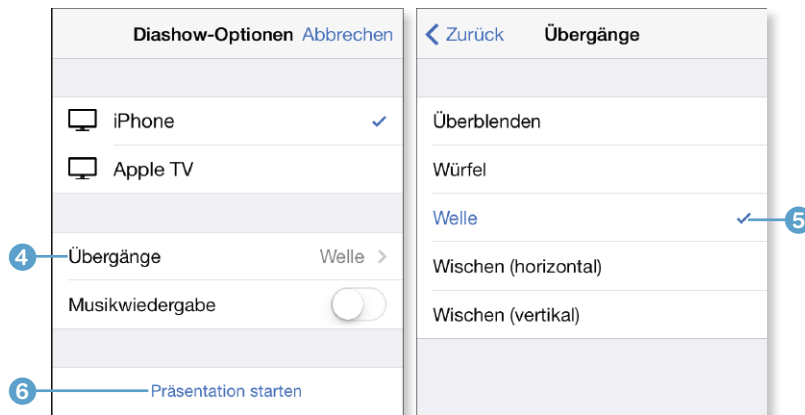 Diashow-Optionen Abbrechen
iPhone
Apple TV
4 Übergänge Welle >
Musikwiedergabe
6 Präsentation starten
Zurück Übergänge
Überblenden
Würfel
Welle 5
Wischen (horizontal)
Wischen (vertikal)